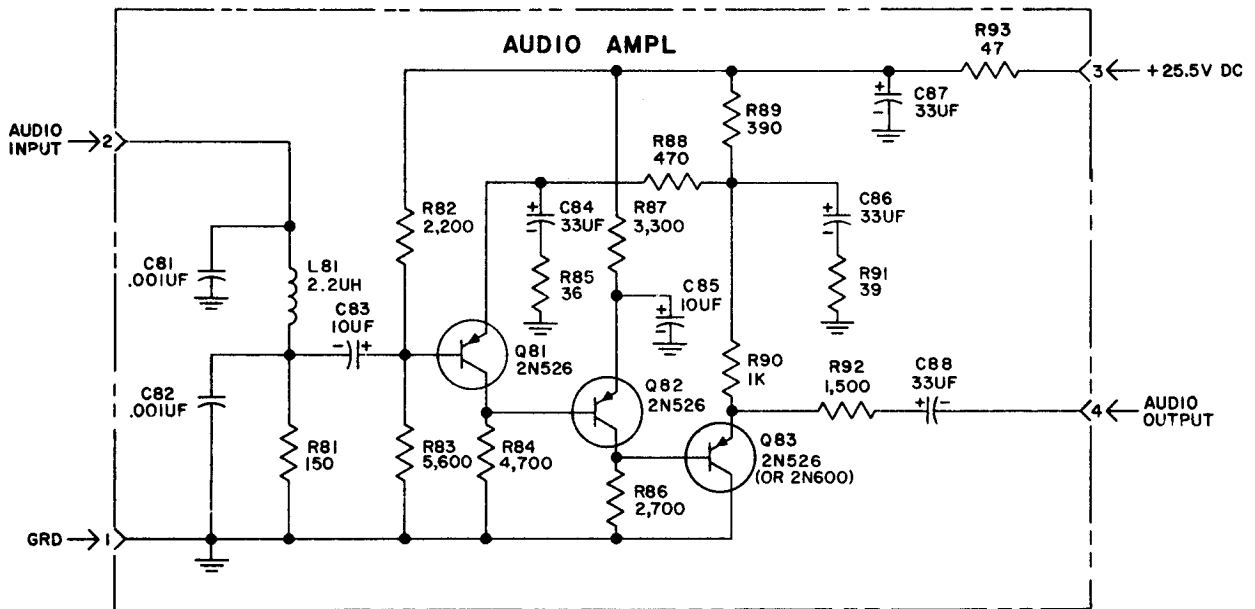 AUDIO AMPL
R93
47
3
+25.5V DC
C87
33UF
R89
390
AUDIO
INPUT
2
R88
470
R82
2,200
C84
33UF
R87
3,300
C86
33UF
C81
.001UF
L81
2.2UH
R85
36
C85
10UF
R91
39
C83
10UF
Q81
2N526
R90
1K
Q82
2N526
R92
1,500
C88
33UF
C82
.001UF
4
AUDIO
OUTPUT
R81
150
R83
5,600
R84
4,700
Q83
2N526
(OR 2N600)
R86
2,700
GRD
1